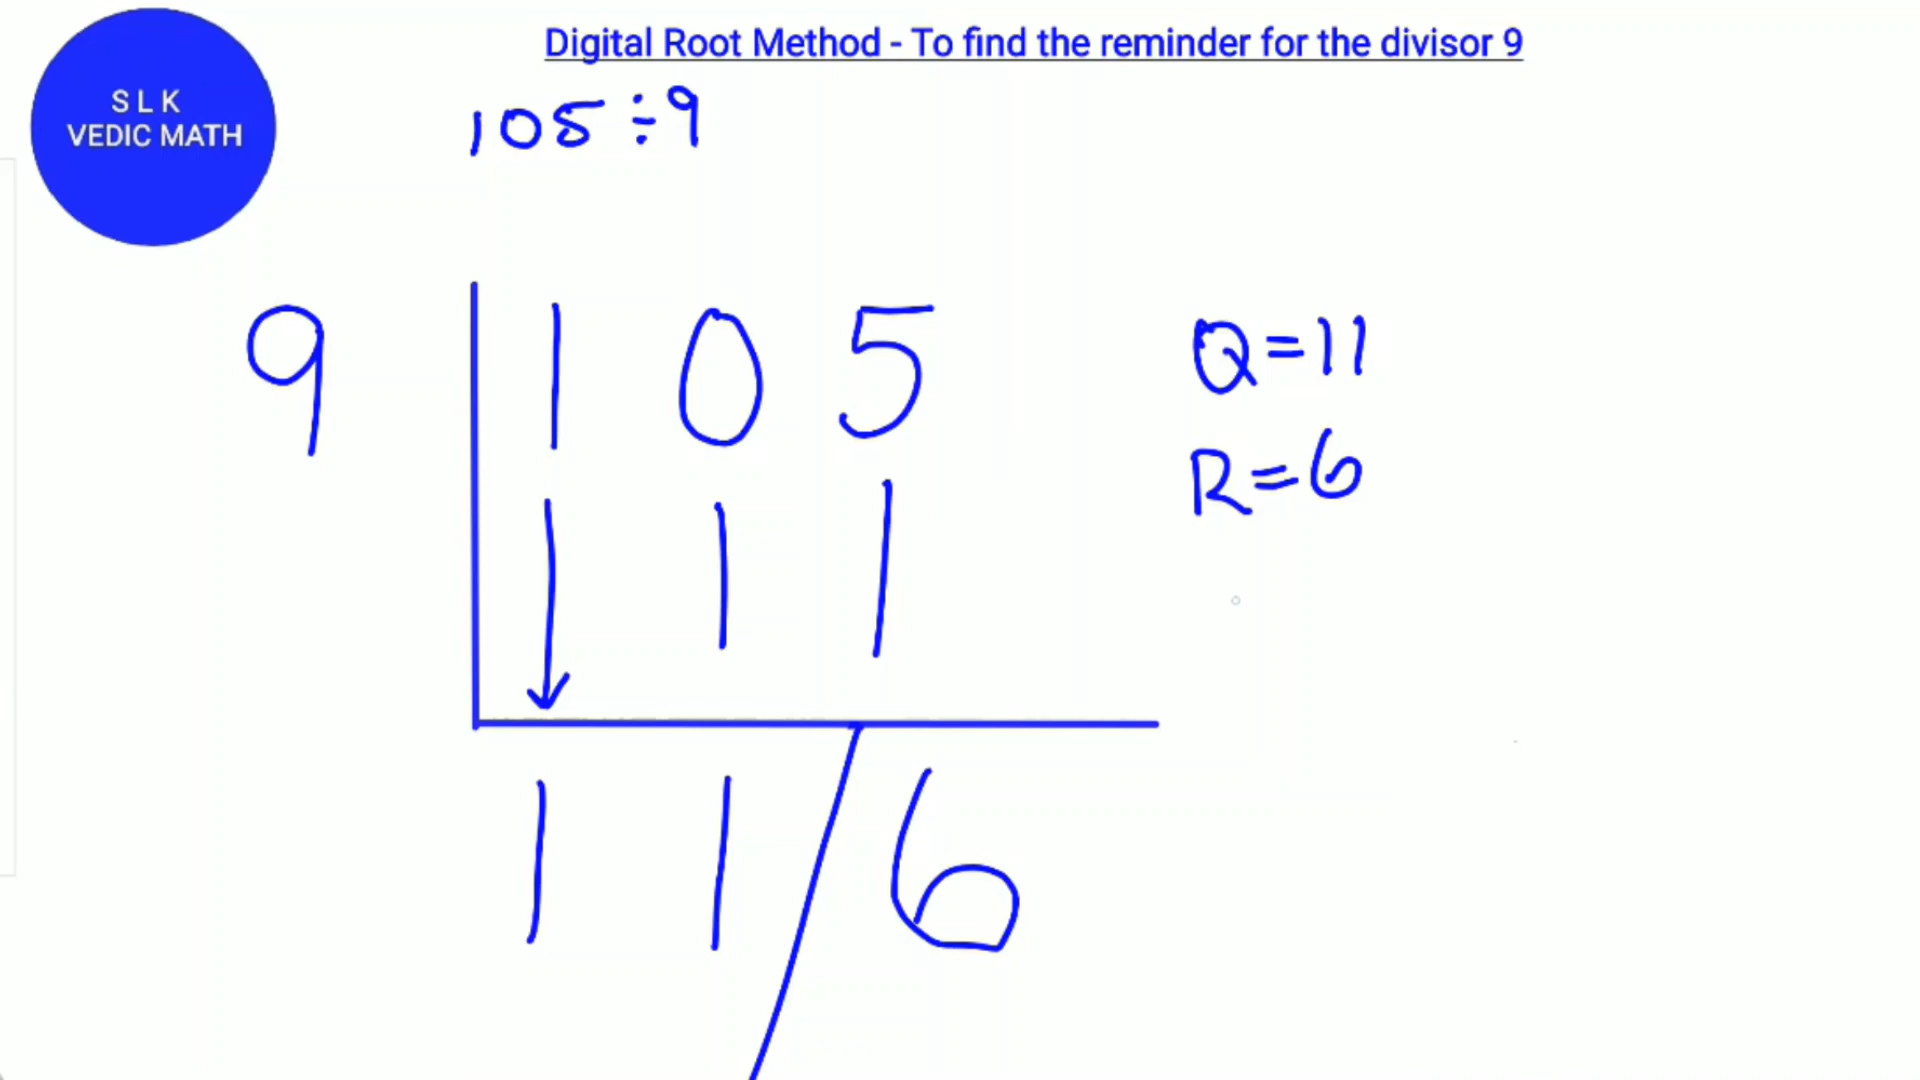 Digital Root Method - To find the reminder for the divisor 9
S L K
VEDIC MATH
105 ÷ 9
9 1 0 5
1 1
1 1 / 6
Q = 11
R = 6